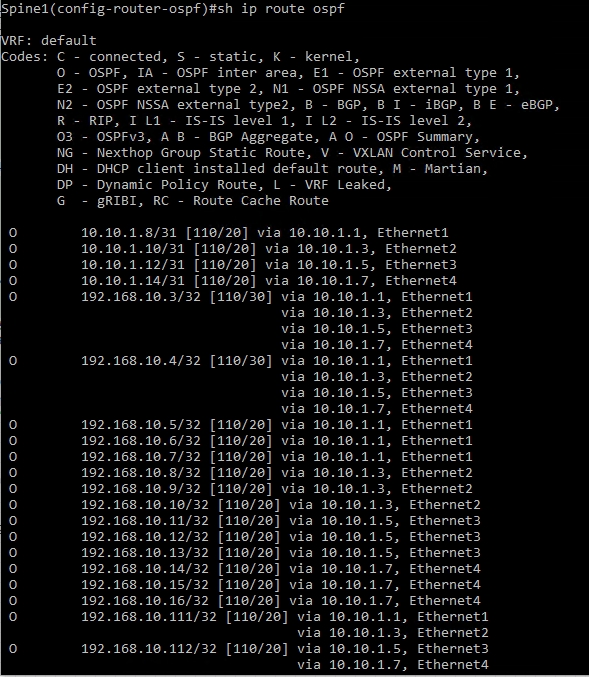 Spine1(config-router-ospf)#sh ip route ospf
VRF: default
Codes: C - connected, S - static, K - kernel,
O - OSPF, IA - OSPF inter area, E1 - OSPF external type 1,
E2 - OSPF external type 2, N1 - OSPF NSSA external type 1,
N2 - OSPF NSSA external type2, B - BGP, B I - iBGP, B E - eBGP,
R - RIP, I L1 - IS-IS level 1, I L2 - IS-IS level 2,
O3 - OSPFv3, A B - BGP Aggregate, A O - OSPF Summary,
NG - Nexthop Group Static Route, V - VXLAN Control Service,
DH - DHCP client installed default route, M - Martian,
DP - Dynamic Policy Route, L - VRF Leaked,
G - gRIBI, RC - Route Cache Route
O 10.10.1.8/31 [110/20] via 10.10.1.1, Ethernet1
O 10.10.1.10/31 [110/20] via 10.10.1.3, Ethernet2
O 10.10.1.12/31 [110/20] via 10.10.1.5, Ethernet3
O 10.10.1.14/31 [110/20] via 10.10.1.7, Ethernet4
O 192.168.10.3/32 [110/30] via 10.10.1.1, Ethernet1
via 10.10.1.3, Ethernet2
via 10.10.1.5, Ethernet3
via 10.10.1.7, Ethernet4
O 192.168.10.4/32 [110/30] via 10.10.1.1, Ethernet1
via 10.10.1.3, Ethernet2
via 10.10.1.5, Ethernet3
via 10.10.1.7, Ethernet4
O 192.168.10.5/32 [110/20] via 10.10.1.1, Ethernet1
O 192.168.10.6/32 [110/20] via 10.10.1.1, Ethernet1
O 192.168.10.7/32 [110/20] via 10.10.1.1, Ethernet1
O 192.168.10.8/32 [110/20] via 10.10.1.3, Ethernet2
O 192.168.10.9/32 [110/20] via 10.10.1.3, Ethernet2
O 192.168.10.10/32 [110/20] via 10.10.1.3, Ethernet2
O 192.168.10.11/32 [110/20] via 10.10.1.5, Ethernet3
O 192.168.10.12/32 [110/20] via 10.10.1.5, Ethernet3
O 192.168.10.13/32 [110/20] via 10.10.1.5, Ethernet3
O 192.168.10.14/32 [110/20] via 10.10.1.7, Ethernet4
O 192.168.10.15/32 [110/20] via 10.10.1.7, Ethernet4
O 192.168.10.16/32 [110/20] via 10.10.1.7, Ethernet4
O 192.168.10.111/32 [110/20] via 10.10.1.1, Ethernet1
via 10.10.1.3, Ethernet2
O 192.168.10.112/32 [110/20] via 10.10.1.5, Ethernet3
via 10.10.1.7, Ethernet4